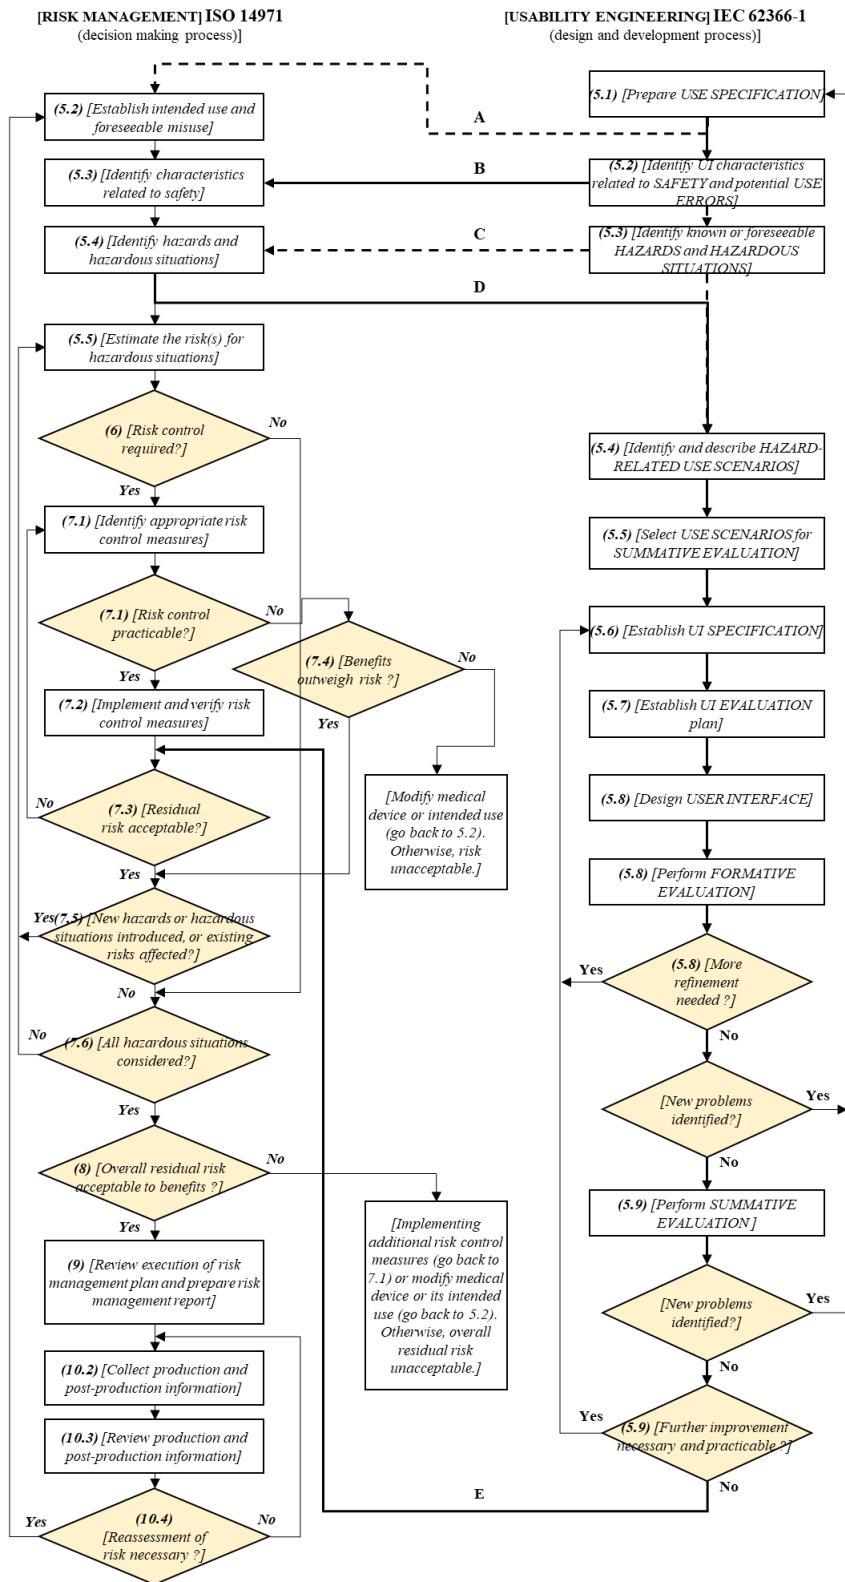 [RISK MANAGEMENT] ISO 14971
(decision making process)]
[USABILITY ENGINEERING] IEC 62366-1
(design and development process)]
(5.1) [Prepare USE SPECIFICATION]
(5.2) [Establish intended use and
foreseeable misuse]
A
(5.3) [Identify characteristics
related to safety]
B
(5.2) [Identify UI characteristics
related to SAFETY and potential USE
ERRORS]
(5.4) [Identify hazards and
hazardous situations]
C
(5.3) [Identify known or foreseeable
HAZARDS and HAZARDOUS
SITUATIONS]
D
(5.5) [Estimate the risk(s) for
hazardous situations]
(6) [Risk control
required?]
No
Yes
(5.4) [Identify and describe HAZARD-
RELATED USE SCENARIOS]
(7.1) [Identify appropriate risk
control measures]
(5.5) [Select USE SCENARIOS for
SUMMATIVE EVALUATION]
(7.1) [Risk control
practicable?]
No
Yes
(5.6) [Establish UI SPECIFICATION]
(7.4) [Benefits
outweigh risk ?]
No
Yes
(7.2) [Implement and verify risk
control measures]
(5.7) [Establish UI EVALUATION
plan]
(7.3) [Residual
risk acceptable?]
No
Yes
[Modify medical
device or intended use
(go back to 5.2).
Otherwise, risk
unacceptable.]
(5.8) [Design USER INTERFACE]
(5.8) [Perform FORMATIVE
EVALUATION]
Yes
(7.5) [New hazards or hazardous
situations introduced, or existing
risks affected?]
No
(5.8) [More
refinement
needed ?]
Yes
No
No
(7.6) [All hazardous situations
considered?]
Yes
[New problems
identified?]
Yes
No
(8) [Overall residual risk
acceptable to benefits ?]
No
Yes
(5.9) [Perform SUMMATIVE
EVALUATION ]
(9) [Review execution of risk
management plan and prepare risk
management report]
[Implementing
additional risk control
measures (go back to
7.1) or modify medical
device or its intended
use (go back to 5.2).
Otherwise, overall
residual risk
unacceptable.]
[New problems
identified?]
Yes
No
(10.2) [Collect production and
post-production information]
(10.3) [Review production and
post-production information]
Yes
(5.9) [Further improvement
necessary and practicable ?]
No
E
(10.4)
[Reassessment of
risk necessary ?]
Yes
No